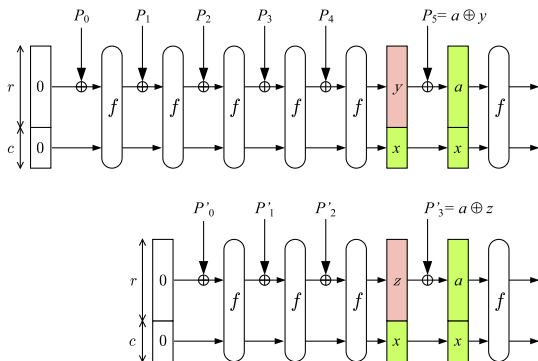 P₀ P₁ P₂ P₃ P₄ P₅= a ⊕ y
r 0 f f f f f y a f
c 0 x x
P'₀ P'₁ P'₂ P'₃= a ⊕ z
r 0 f f f z a f
c 0 x x